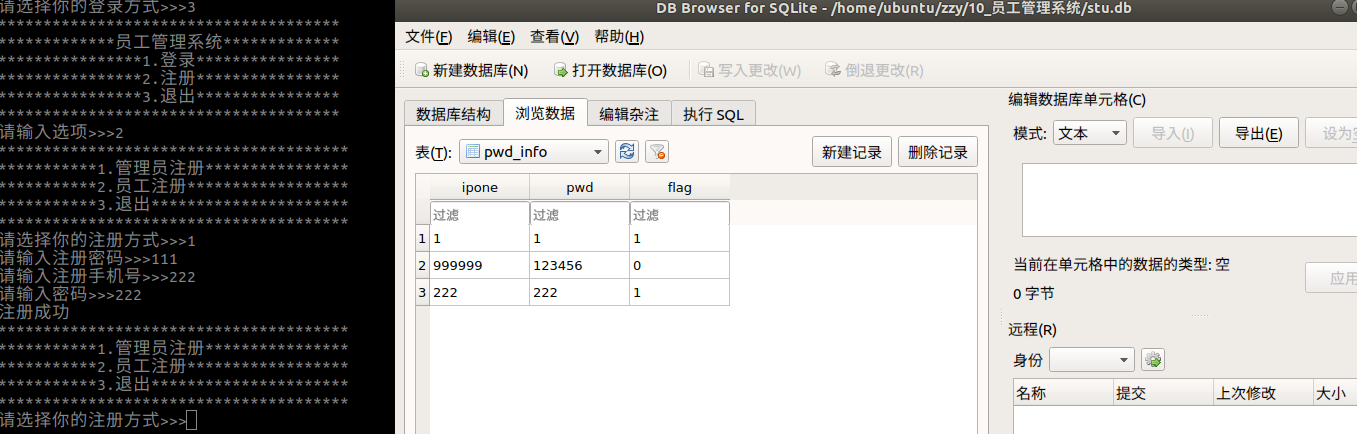 请选择你的登录方式>>>3
****************************************
*************员工管理系统*************
****************1.登录****************
****************2.注册****************
****************3.退出****************
****************************************
请输入选项>>>2
****************************************
***********1.管理员注册****************
***********2.员工注册******************
***********3.退出**********************
****************************************
请选择你的注册方式>>>1
请输入注册密码>>>111
请输入注册手机号>>>222
请输入密码>>>222
注册成功
****************************************
***********1.管理员注册****************
***********2.员工注册******************
***********3.退出**********************
****************************************
请选择你的注册方式>>>
DB Browser for SQLite - /home/ubuntu/zzy/10_员工管理系统/stu.db
文件(F) 编辑(E) 查看(V) 帮助(H)
新建数据库(N) 打开数据库(O) 写入更改(W) 倒退更改(R)
数据库结构 浏览数据 编辑杂注 执行 SQL
表(T): pwd_info 新建记录 删除记录
ipone pwd flag
过滤 过滤 过滤
1 1 1 1
2 999999 123456 0
3 222 222 1
编辑数据库单元格(C)
模式: 文本 导入(I) 导出(E) 设为
当前在单元格中的数据的类型: 空
0 字节
应用
远程(R)
身份
名称 提交 上次修改 大小